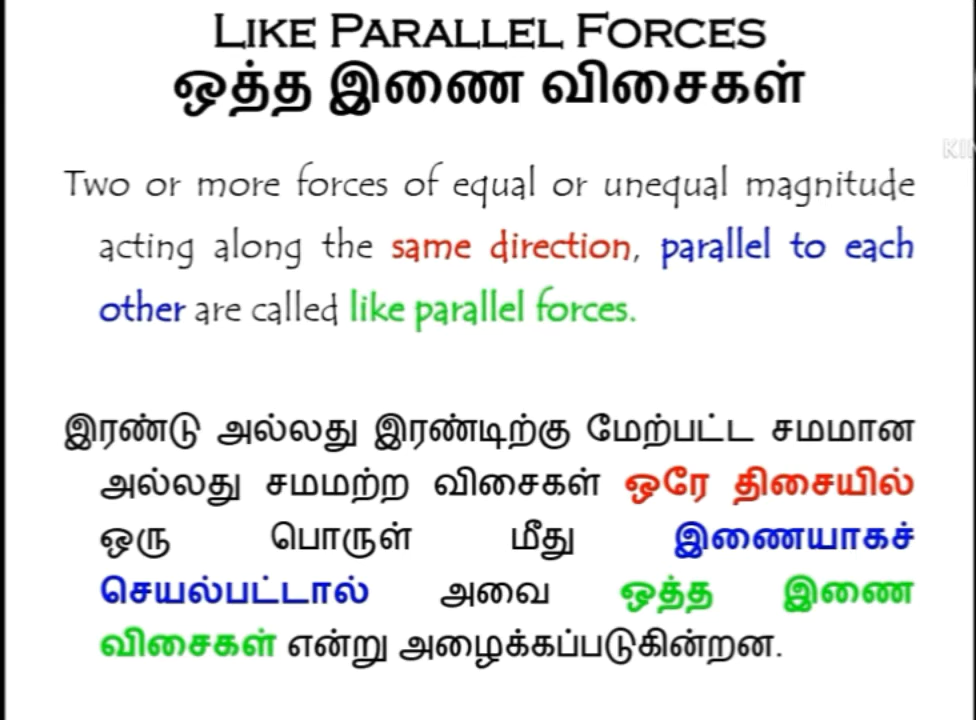 LIKE PARALLEL FORCES
ஒத்த இணை விசைகள்
Two or more forces of equal or unequal magnitude
acting along the same direction, parallel to each
other are called like parallel forces.
இரண்டு அல்லது இரண்டிற்கு மேற்பட்ட சமமான
அல்லது சமமற்ற விசைகள் ஒரே திசையில்
ஒரு பொருள் மீது இணையாகச்
செயல்பட்டால் அவை ஒத்த இணை
விசைகள் என்று அழைக்கப்படுகின்றன.